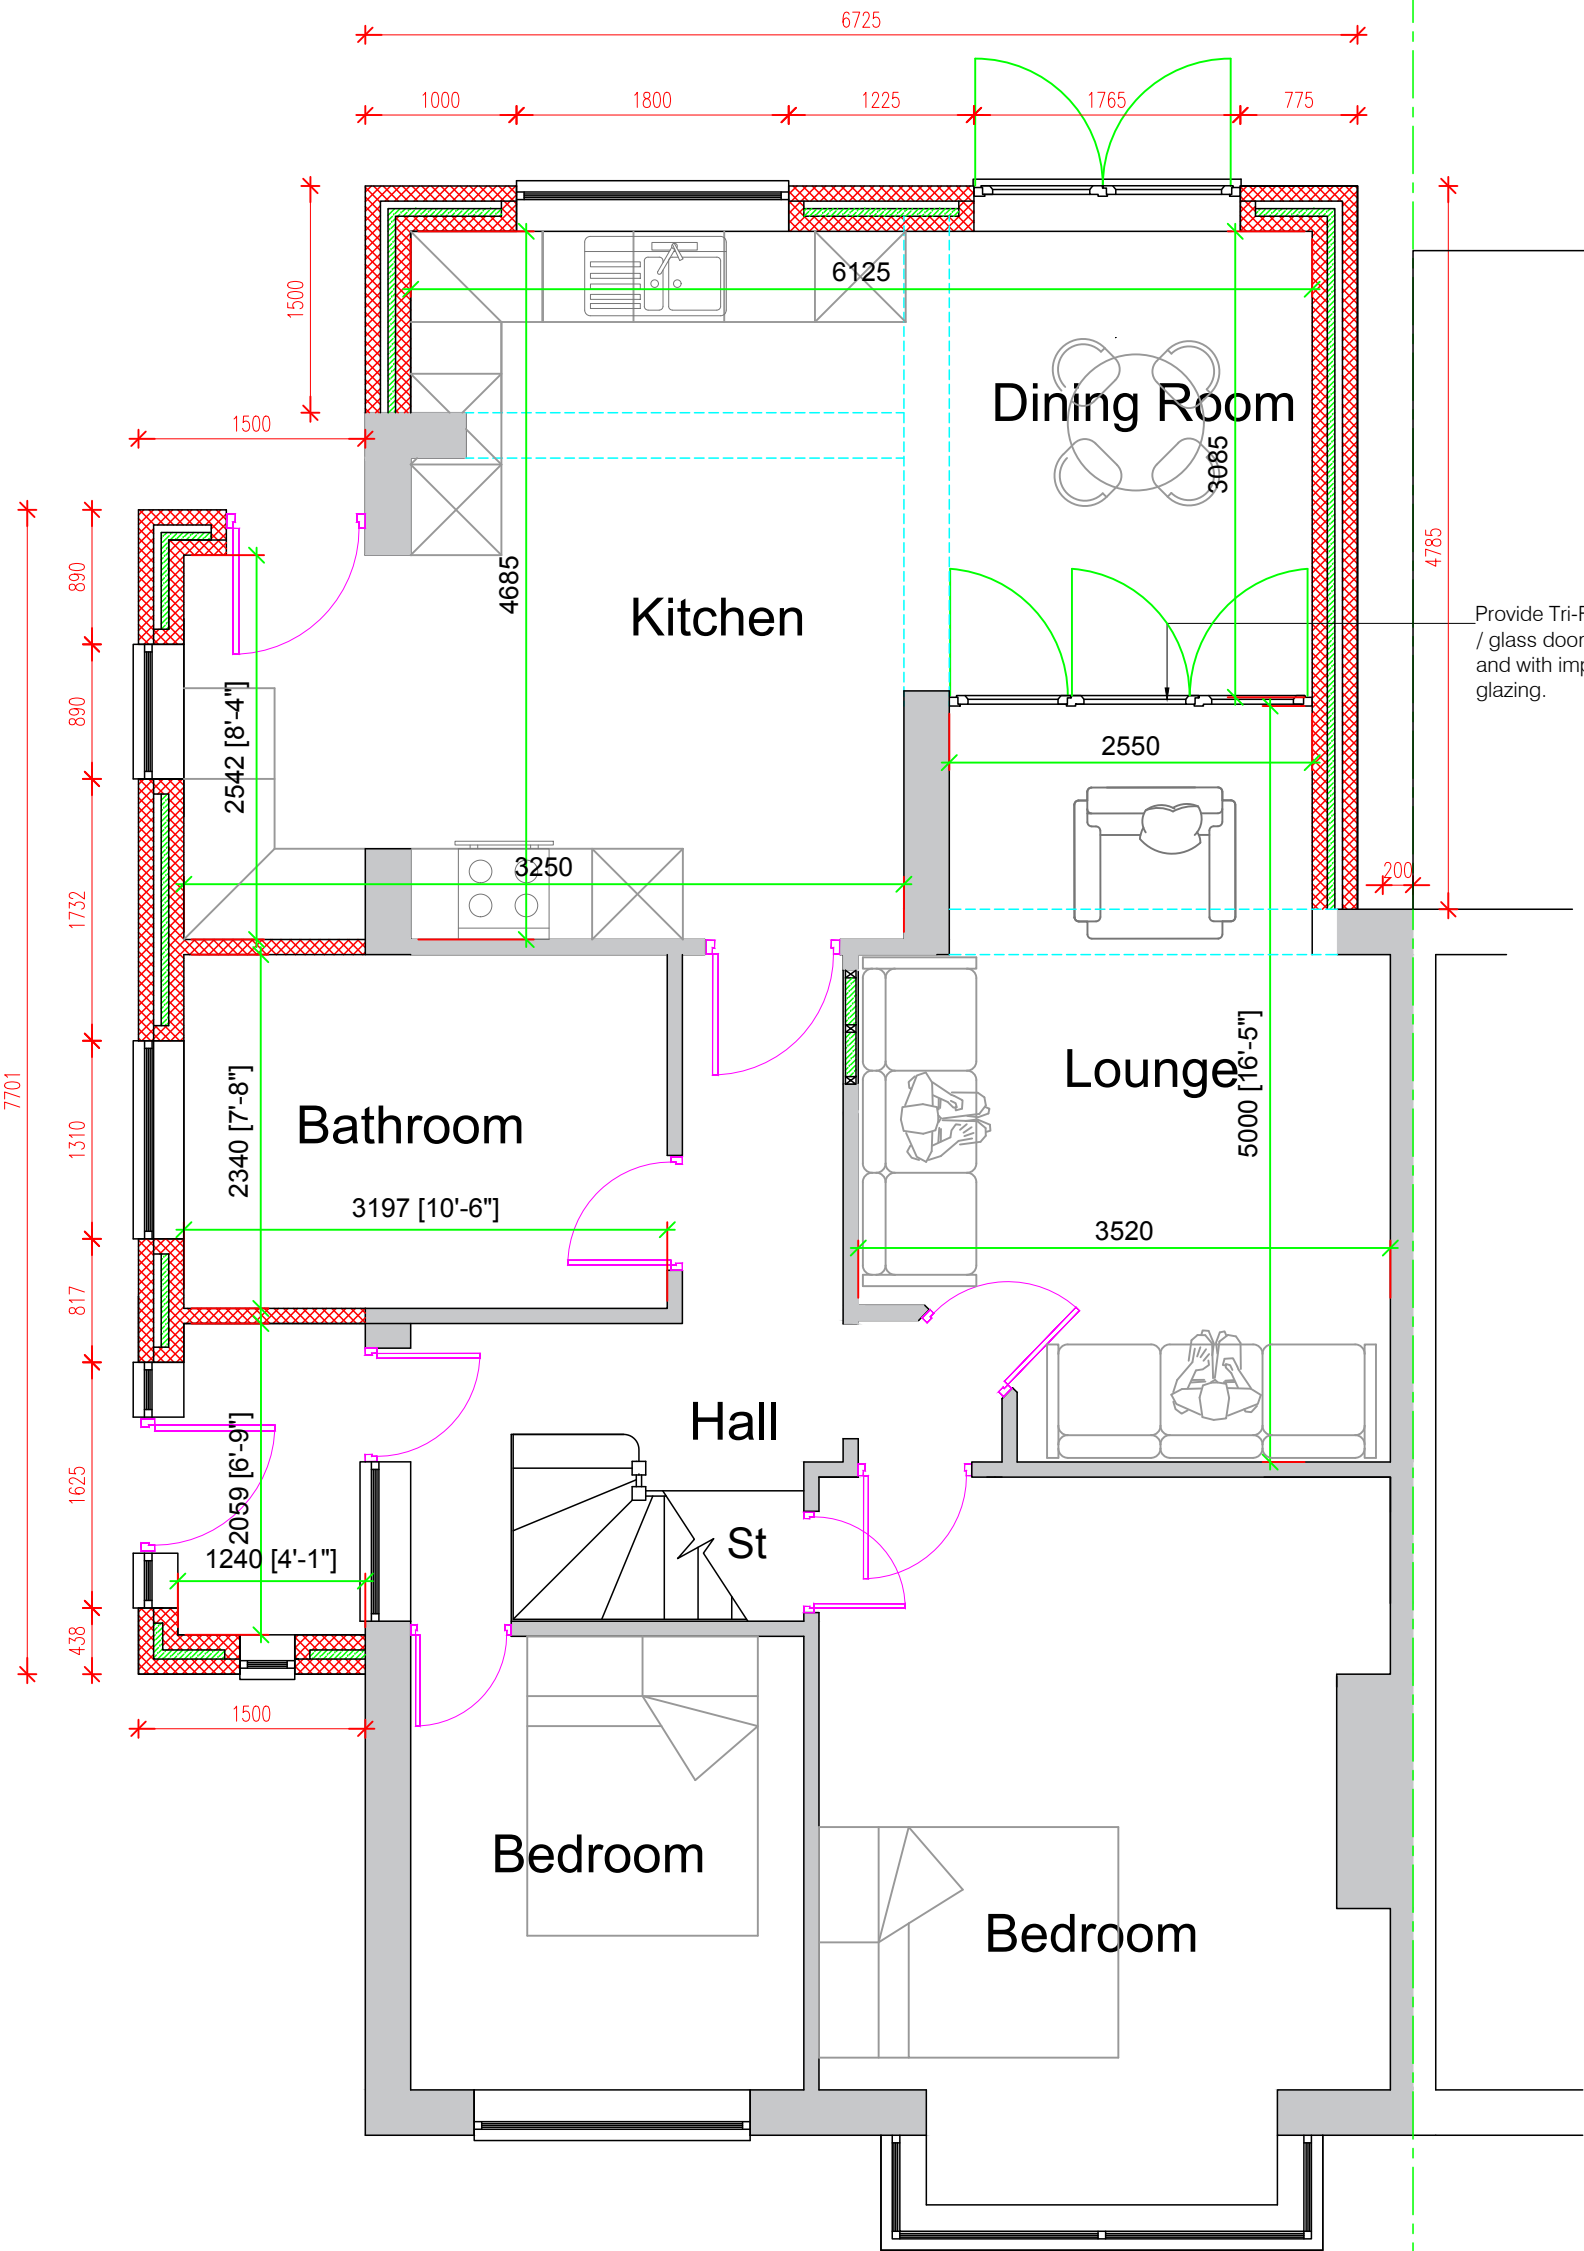 6725
1000
1800
1225
1765
775
1500
6125
Dining Room
3085
1500
4785
4685
Kitchen
890
Provide Tri-F
/ glass door
and with imp
glazing.
890
2542 [8'-4"]
2550
3250
200
1732
7701
Lounge
5000 [16'-5"]
Bathroom
2340 [7'-8"]
1310
3197 [10'-6"]
3520
817
Hall
2059 [6'-9"]
1625
St
1240 [4'-1"]
438
1500
Bedroom
Bedroom